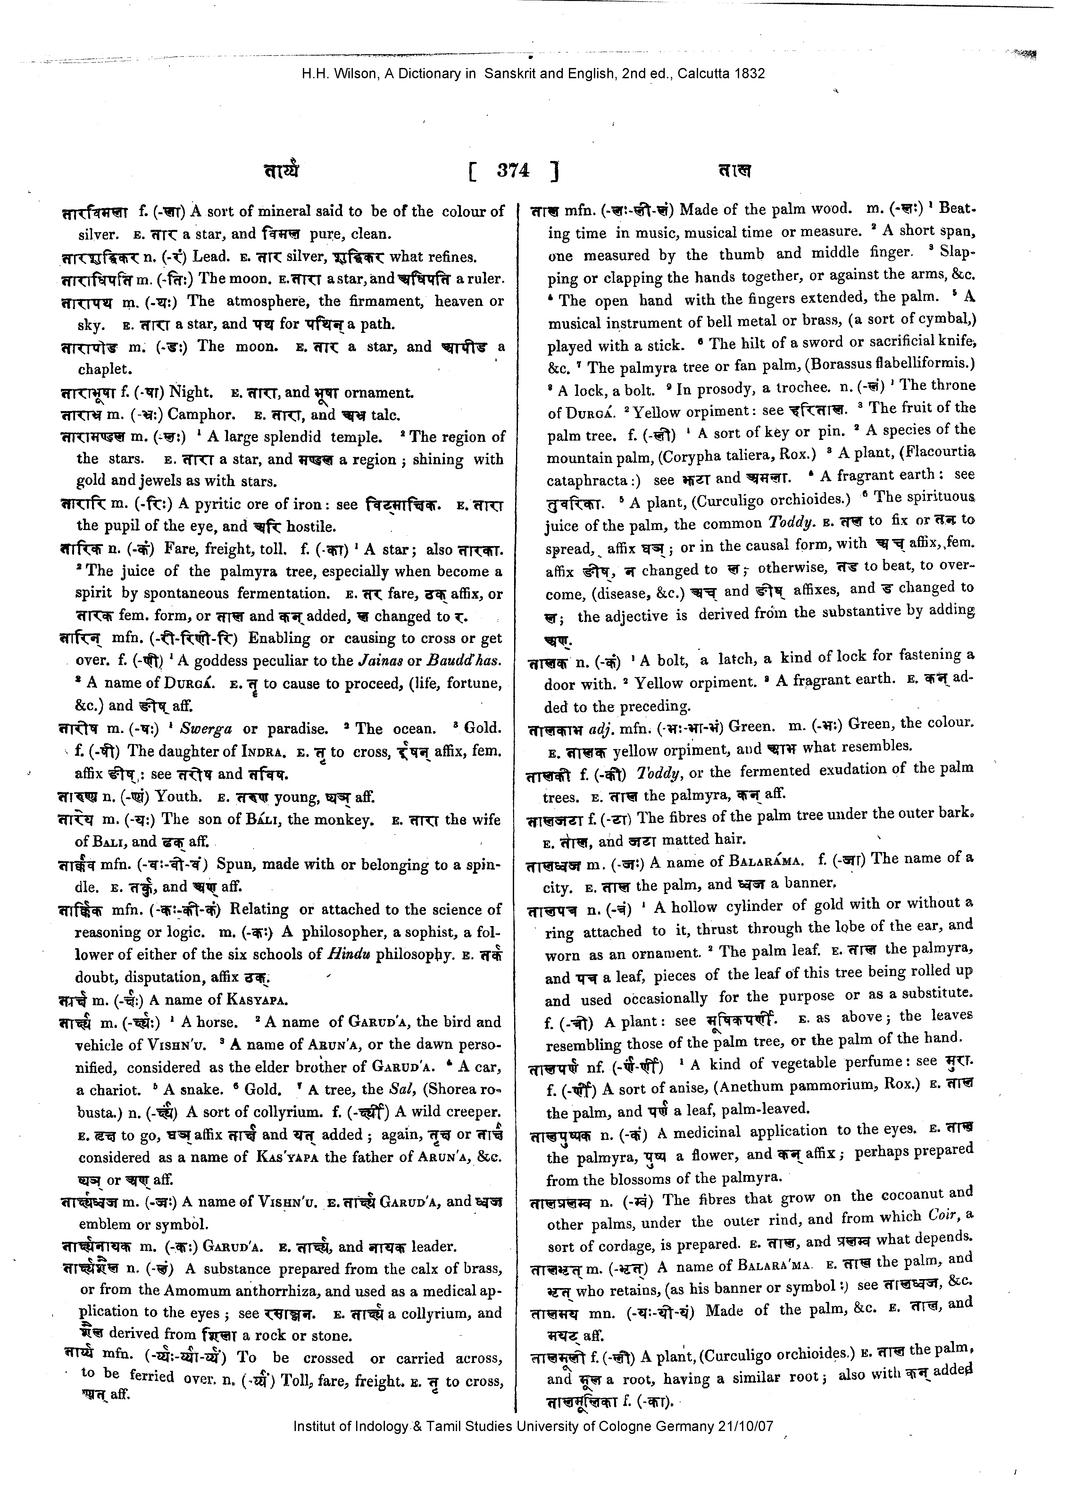 H.H. Wilson, A Dictionary in Sanskrit and English, 2nd ed., Calcutta 1832
तार्य्य [ 374 ] ताल
तारविमला f. (-ला) A sort of mineral said to be of the colour of
silver. E. तार a star, and विमल pure, clean.
तारशुद्धिकर n. (-रं) Lead. E. तार silver, शुद्धिकर what refines.
ताराधिपति m. (-तिः) The moon. E. तारा a star, and अधिपति a ruler.
तारापथ m. (-थः) The atmosphere, the firmament, heaven or
sky. E. तारा a star, and पथ for पथिन् a path.
तारापीड m. (-डः) The moon. E. तार a star, and आपीड a
chaplet.
ताराभूषा f. (-षा) Night. E. तारा, and भूषा ornament.
ताराभ्र m. (-भ्रः) Camphor. E. तारा, and अभ्र talc.
तारामण्डल m. (-लः) ¹ A large splendid temple. ² The region of
the stars. E. तारा a star, and मण्डल a region ; shining with
gold and jewels as with stars.
तारारि m. (-रिः) A pyritic ore of iron : see विट्माक्षिक. E. तारा
the pupil of the eye, and अरि hostile.
तारिक n. (-कं) Fare, freight, toll. f. (-का) ¹ A star ; also तारका.
² The juice of the palmyra tree, especially when become a
spirit by spontaneous fermentation. E. तर fare, ठक् affix, or
तारक fem. form, or ताल and कन् added, ल changed to र.
तारिन् mfn. (-री-रिणी-रि) Enabling or causing to cross or get
over. f. (-णी) ¹ A goddess peculiar to the Jainas or Baudd'has.
² A name of DURGÁ. E. तॄ to cause to proceed, (life, fortune,
&c.) and ङीष् aff.
तारीष m. (-षः) ¹ Swerga or paradise. ² The ocean. ³ Gold.
f. (-षी) The daughter of INDRA. E. तॄ to cross, ईषन् affix, fem.
affix ङीष् : see तरीष and तविष.
तारुण्य n. (-ण्यं) Youth. E. तरुण young, ष्यञ् aff.
तारेय m. (-यः) The son of BÁLI, the monkey. E. तारा the wife
of BALI, and ढक् aff.
तार्कव mfn. (-वः-वी-वं) Spun, made with or belonging to a spin-
dle. E. तर्कु, and अण् aff.
तार्किक mfn. (-कः-की-कं) Relating or attached to the science of
reasoning or logic. m. (-कः) A philosopher, a sophist, a fol-
lower of either of the six schools of Hindu philosophy. E. तर्क
doubt, disputation, affix ठक्.
तार्क्ष m. (-र्क्षः) A name of KASYAPA.
तार्क्ष्य m. (-र्क्ष्यः) ¹ A horse. ² A name of GARUD'A, the bird and
vehicle of VISHN'U. ³ A name of ARUN'A, or the dawn perso-
nified, considered as the elder brother of GARUD'A. ⁴ A car,
a chariot. ⁵ A snake. ⁶ Gold. ⁷ A tree, the Sal, (Shorea ro-
busta.) n. (-र्क्ष्यं) A sort of collyrium. f. (-र्क्ष्यी) A wild creeper.
E. तृक्ष to go, घञ् affix तार्क्ष and यत् added ; again, तृक्ष or तार्क्ष
considered as a name of KAS'YAPA the father of ARUN'A, &c.
ष्यञ् or अण् aff.
तार्क्ष्यध्वज m. (-जः) A name of VISHN'U. E. तार्क्ष्य GARUD'A, and ध्वज
emblem or symbol.
तार्क्ष्यनायक m. (-कः) GARUD'A. E. तार्क्ष्य, and नायक leader.
तार्क्ष्यशैल n. (-लं) A substance prepared from the calx of brass,
or from the Amomum anthorrhiza, and used as a medical ap-
plication to the eyes ; see रसाञ्जन. E. तार्क्ष्य a collyrium, and
शैल derived from शिला a rock or stone.
तार्य्य mfn. (-र्य्यः-र्य्या-र्य्यं) To be crossed or carried across,
to be ferried over. n. (-र्य्यं) Toll, fare, freight. E. तॄ to cross,
ण्यत् aff.
ताल mfn. (-लः-ली-लं) Made of the palm wood. m. (-लः) ¹ Beat-
ing time in music, musical time or measure. ² A short span,
one measured by the thumb and middle finger. ³ Slap-
ping or clapping the hands together, or against the arms, &c.
⁴ The open hand with the fingers extended, the palm. ⁵ A
musical instrument of bell metal or brass, (a sort of cymbal,)
played with a stick. ⁶ The hilt of a sword or sacrificial knife,
&c. ⁷ The palmyra tree or fan palm, (Borassus flabelliformis.)
⁸ A lock, a bolt. ⁹ In prosody, a trochee. n. (-लं) ¹ The throne
of DURGÁ. ² Yellow orpiment : see हरिताल. ³ The fruit of the
palm tree. f. (-ली) ¹ A sort of key or pin. ² A species of the
mountain palm, (Corypha taliera, Rox.) ³ A plant, (Flacourtia
cataphracta :) see झटा and अमला. ⁴ A fragrant earth : see
तुवरिका. ⁵ A plant, (Curculigo orchioides.) ⁶ The spirituous
juice of the palm, the common Toddy. E. तल to fix or तन to
spread, affix घञ् ; or in the causal form, with अच् affix, fem.
affix ङीष्, न changed to ल ; otherwise, तड to beat, to over-
come, (disease, &c.) अच् and ङीष् affixes, and ड changed to
ल ; the adjective is derived from the substantive by adding
अण्.
तालक n. (-कं) ¹ A bolt, a latch, a kind of lock for fastening a
door with. ² Yellow orpiment. ³ A fragrant earth. E. कन् ad-
ded to the preceding.
तालकाभ adj. mfn. (-भः-भा-भं) Green. m. (-भः) Green, the colour.
E. तालक yellow orpiment, and आभ what resembles.
तालकी f. (-की) Toddy, or the fermented exudation of the palm
trees. E. ताल the palmyra, कन् aff.
तालजटा f. (-टा) The fibres of the palm tree under the outer bark.
E. ताल, and जटा matted hair.
तालध्वज m. (-जः) A name of BALARÁMA. f. (-जा) The name of a
city. E. ताल the palm, and ध्वज a banner.
तालपत्र n. (-त्रं) ¹ A hollow cylinder of gold with or without a
ring attached to it, thrust through the lobe of the ear, and
worn as an ornament. ² The palm leaf. E. ताल the palmyra,
and पत्र a leaf, pieces of the leaf of this tree being rolled up
and used occasionally for the purpose or as a substitute.
f. (-त्री) A plant : see मूषिकपर्णी. E. as above ; the leaves
resembling those of the palm tree, or the palm of the hand.
तालपर्ण nf. (-र्णं-र्णी) ¹ A kind of vegetable perfume : see मुरा.
f. (-र्णी) A sort of anise, (Anethum pammorium, Rox.) E. ताल
the palm, and पर्ण a leaf, palm-leaved.
तालपुष्पक n. (-कं) A medicinal application to the eyes. E. ताल
the palmyra, पुष्प a flower, and कन् affix ; perhaps prepared
from the blossoms of the palmyra.
तालप्रलम्ब n. (-म्बं) The fibres that grow on the cocoanut and
other palms, under the outer rind, and from which Coir, a
sort of cordage, is prepared. E. ताल, and प्रलम्ब what depends.
तालभृत् m. (-भृत्) A name of BALARA'MA. E. ताल the palm, and
भृत् who retains, (as his banner or symbol :) see तालध्वज, &c.
तालमय mn. (-यः-यी-यं) Made of the palm, &c. E. ताल, and
मयट् aff.
तालमूली f. (-ली) A plant, (Curculigo orchioides.) E. ताल the palm,
and मूल a root, having a similar root ; also with कन् added
तालमूलिका f. (-का).
Institut of Indology & Tamil Studies University of Cologne Germany 21/10/07